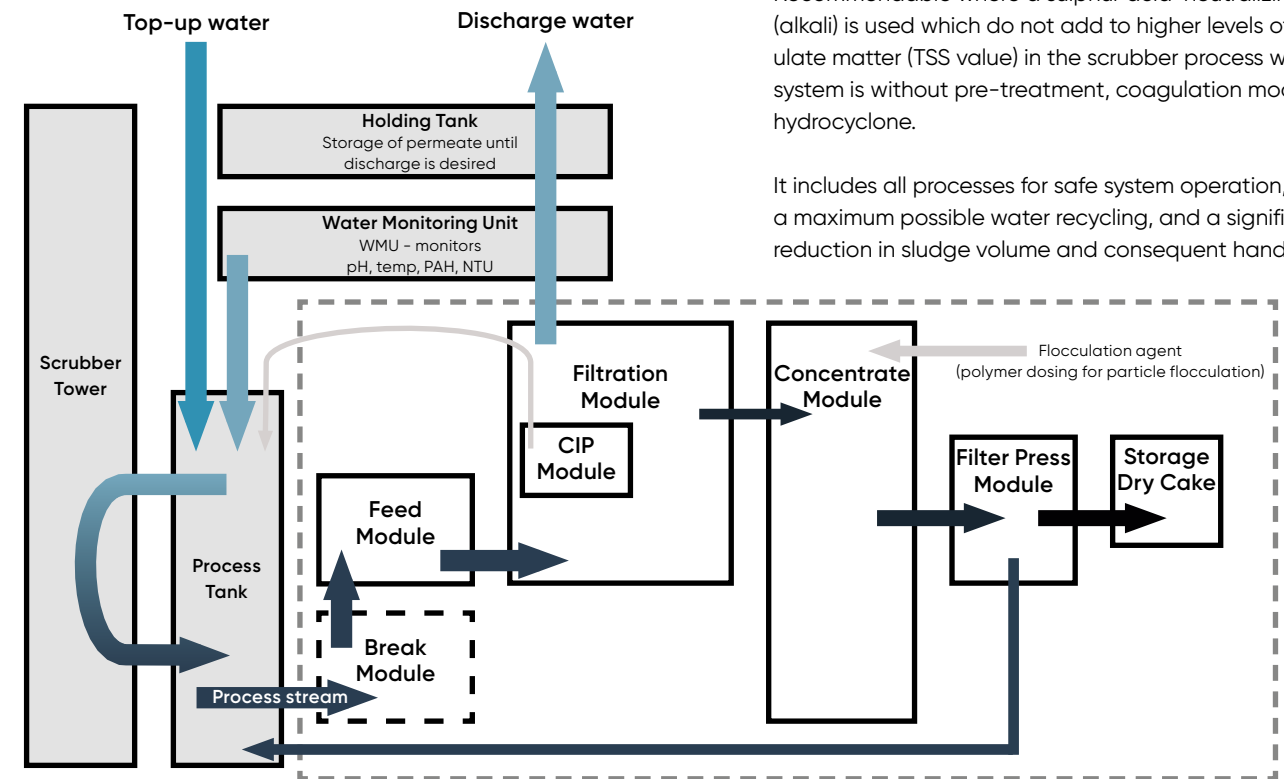 Top-up water
Discharge water
(alkali) is used which do not add to higher levels
ulate matter (TSS value) in the scrubber process
system is without pre-treatment, coagulation
hydrocyclone.
It includes all processes for safe system operation,
a maximum possible water recycling, and a
reduction in sludge volume and consequent
Holding Tank
Storage of permeate until
discharge is desired
Water Monitoring Unit
WMU - monitors
pH, temp, PAH, NTU
Scrubber
Tower
Process
Tank
Filtration
Module
CIP
Module
Feed
Module
Break
Module
Process stream
Concentrate
Module
Flocculation agent
(polymer dosing for particle flocculation)
Filter Press
Module
Storage
Dry Cake